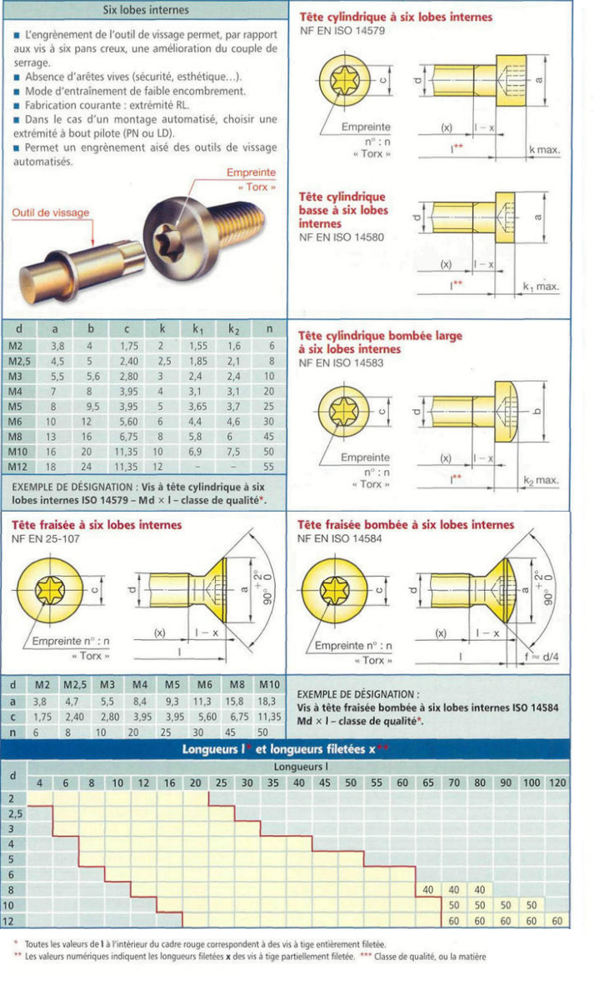 Six lobes internes
■ L'engrènement de l'outil de vissage permet, par rapport
aux vis à six pans creux, une amélioration du couple de
serrage.
■ Absence d'arêtes vives (sécurité, esthétique...).
■ Mode d'entraînement de faible encombrement.
■ Fabrication courante : extrémité RL.
■ Dans le cas d'un montage automatisé, choisir une
extrémité à bout pilote (PN ou LD).
■ Permet un engrènement aisé des outils de vissage
automatisés.
Empreinte
« Torx »
Outil de vissage
Tête cylindrique à six lobes internes
NF EN ISO 14579
c
d
a
Empreinte
n° : n
« Torx »
(x)
l – x
l**
k max.
Tête cylindrique
basse à six lobes
internes
NF EN ISO 14580
d
a
(x)
l – x
l**
k1 max.
d a b c k k1 k2 n
M2 3,8 4 1,75 2 1,55 1,6 6
M2,5 4,5 5 2,40 2,5 1,85 2,1 8
M3 5,5 5,6 2,80 3 2,4 2,4 10
M4 7 8 3,95 4 3,1 3,1 20
M5 8 9,5 3,95 5 3,65 3,7 25
M6 10 12 5,60 6 4,4 4,6 30
M8 13 16 6,75 8 5,8 6 45
M10 16 20 11,35 10 6,9 7,5 50
M12 18 24 11,35 12 – – 55
EXEMPLE DE DÉSIGNATION : Vis à tête cylindrique à six
lobes internes ISO 14579 – Md × l – classe de qualité*.
Tête cylindrique bombée large
à six lobes internes
NF EN ISO 14583
c
d
b
Empreinte
n° : n
« Torx »
(x)
l – x
l**
k2 max.
Tête fraisée à six lobes internes
NF EN 25-107
c
d
a
90° + 2° 0
Empreinte n° : n
« Torx »
(x)
l – x
l
Tête fraisée bombée à six lobes internes
NF EN ISO 14584
c
d
a
90° + 2° 0
Empreinte n° : n
« Torx »
(x)
l – x
l
f ≈ d/4
d M2 M2,5 M3 M4 M5 M6 M8 M10
a 3,8 4,7 5,5 8,4 9,3 11,3 15,8 18,3
c 1,75 2,40 2,80 3,95 3,95 5,60 6,75 11,35
n 6 8 10 20 25 30 45 50
EXEMPLE DE DÉSIGNATION :
Vis à tête fraisée bombée à six lobes internes ISO 14584
Md × l – classe de qualité*.
Longueurs l* et longueurs filetées x**
d
Longueurs l
4 6 8 10 12 16 20 25 30 35 40 45 50 55 60 65 70 80 90 100 120
2
2,5
3
4
5
6
8 40 40 40
10 50 50 50 50
12 60 60 60 60 60
* Toutes les valeurs de l à l'intérieur du cadre rouge correspondent à des vis à tige entièrement filetée.
** Les valeurs numériques indiquent les longueurs filetées x des vis à tige partiellement filetée. *** Classe de qualité, ou la matière